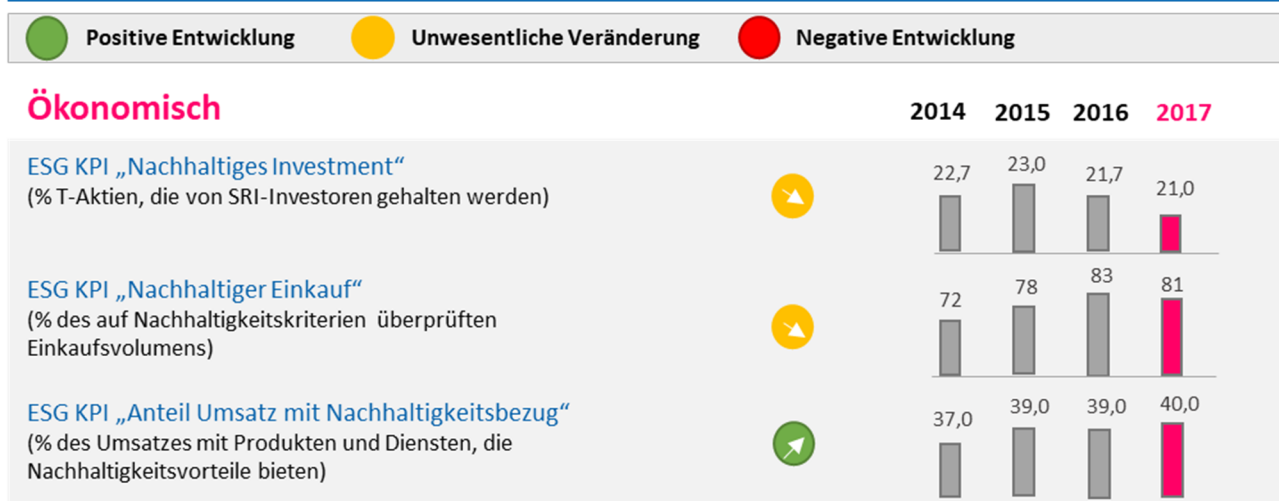 Positive Entwicklung Unwesentliche Veränderung Negative Entwicklung
Ökonomisch 2014 2015 2016 2017
ESG KPI „Nachhaltiges Investment“
(% T-Aktien, die von SRI-Investoren gehalten werden)
22,7 23,0 21,7 21,0
ESG KPI „Nachhaltiger Einkauf“
(% des auf Nachhaltigkeitskriterien überprüften
Einkaufsvolumens)
72 78 83 81
ESG KPI „Anteil Umsatz mit Nachhaltigkeitsbezug“
(% des Umsatzes mit Produkten und Diensten, die
Nachhaltigkeitsvorteile bieten)
37,0 39,0 39,0 40,0